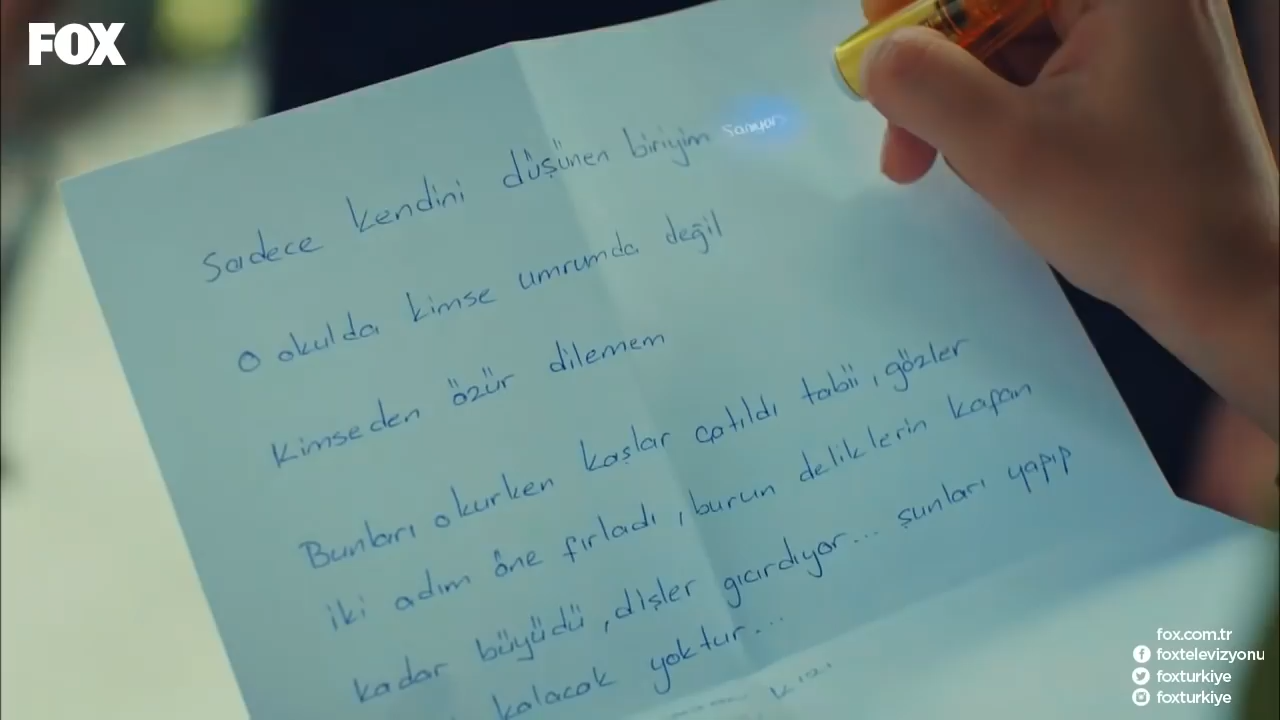 FOX
Sadece kendini düşünen biriyim Sanıyor
O okulda kimse umrumda değil
Kimseden özür dilemem
Bunları okurken kaşlar çatıldı tabii, gözler
iki adım öne fırladı, burun deliklerin kapan
kadar büyüdü, dişler gıcırdıyor... şunları yapıp
kalacak yoktur...
fox.com.tr
foxtelevizyonu
foxturkiye
foxturkiye